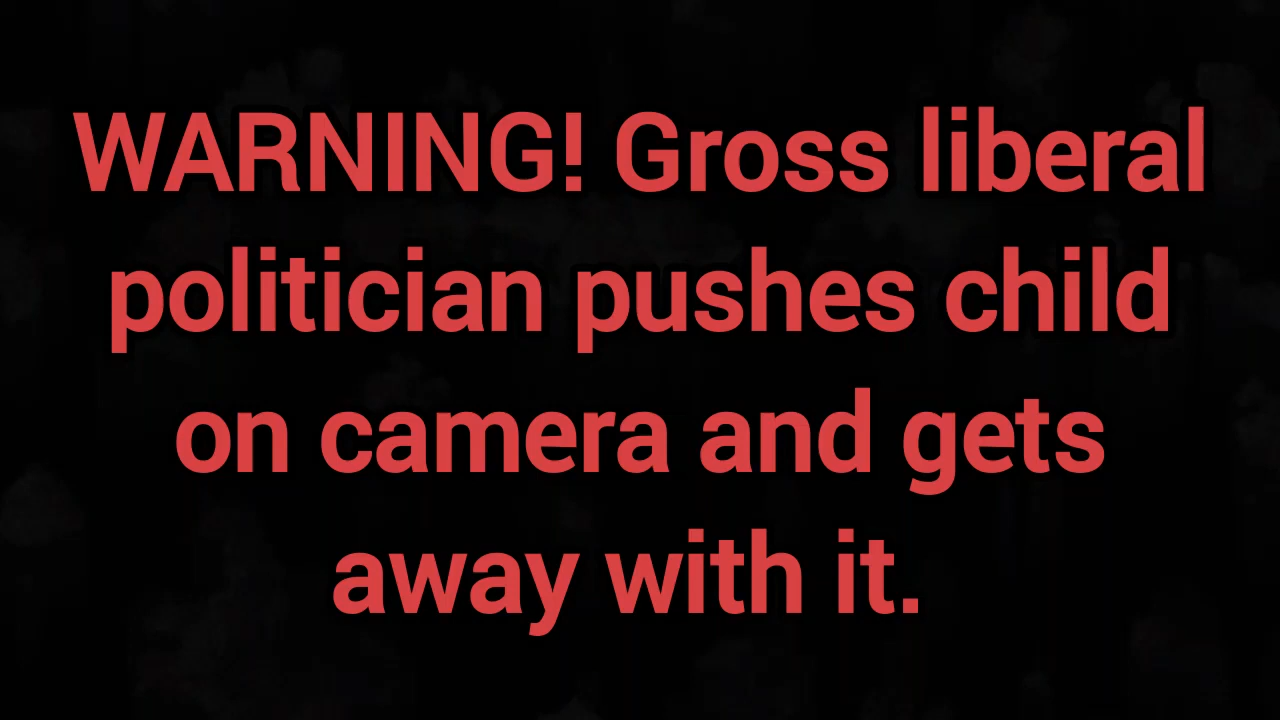 WARNING! Gross liberal
politician pushes child
on camera and gets
away with it.